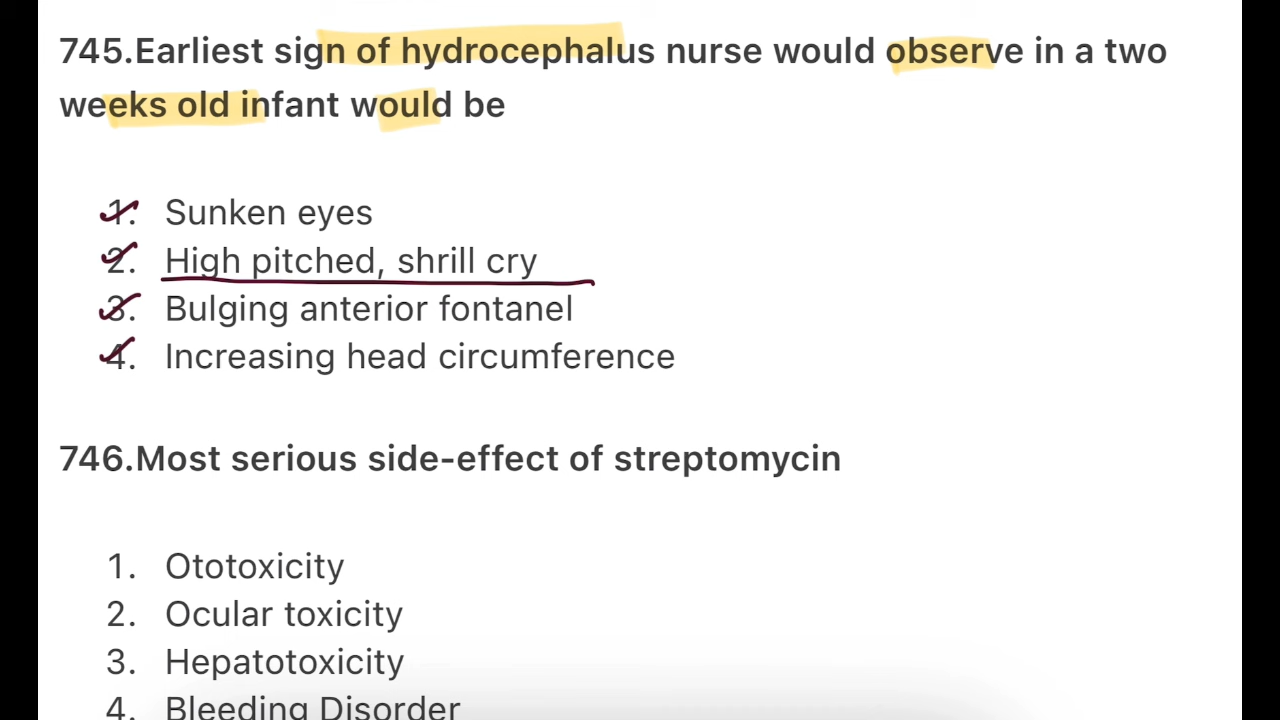 745.Earliest sign of hydrocephalus nurse would observe in a two
weeks old infant would be
1. Sunken eyes
2. High pitched, shrill cry
3. Bulging anterior fontanel
4. Increasing head circumference
746.Most serious side-effect of streptomycin
1. Ototoxicity
2. Ocular toxicity
3. Hepatotoxicity
4. Bleeding Disorder